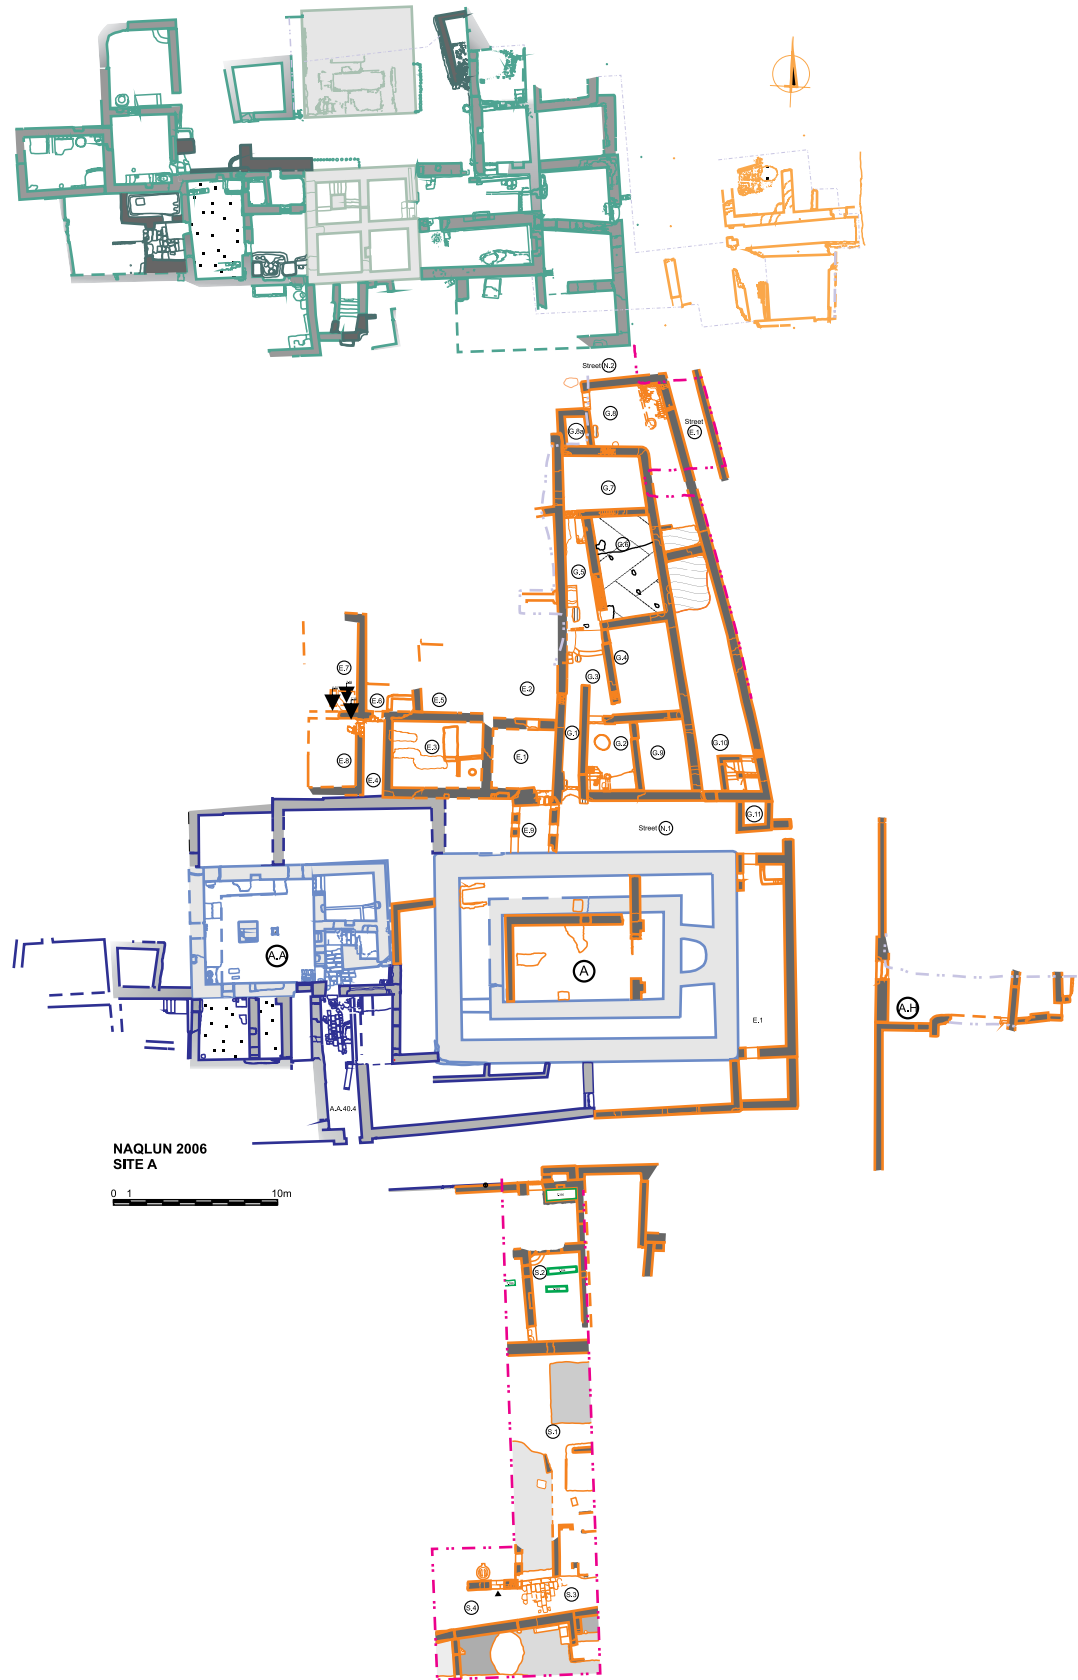 Street N.2
G.8
Street
E.1
G.8a
G.7
G.6
G.5
G.4
G.3
E.7
E.6
E.5
E.2
G.1
G.2
G.9
G.10
E.3
E.1
E.8
E.4
G.11
E.9
Street N.1
A.A
A
A.H
E.1
A.A.40.4
NAQLUN 2006
SITE A
0 1 10m
S.2
S.1
S.3
S.4